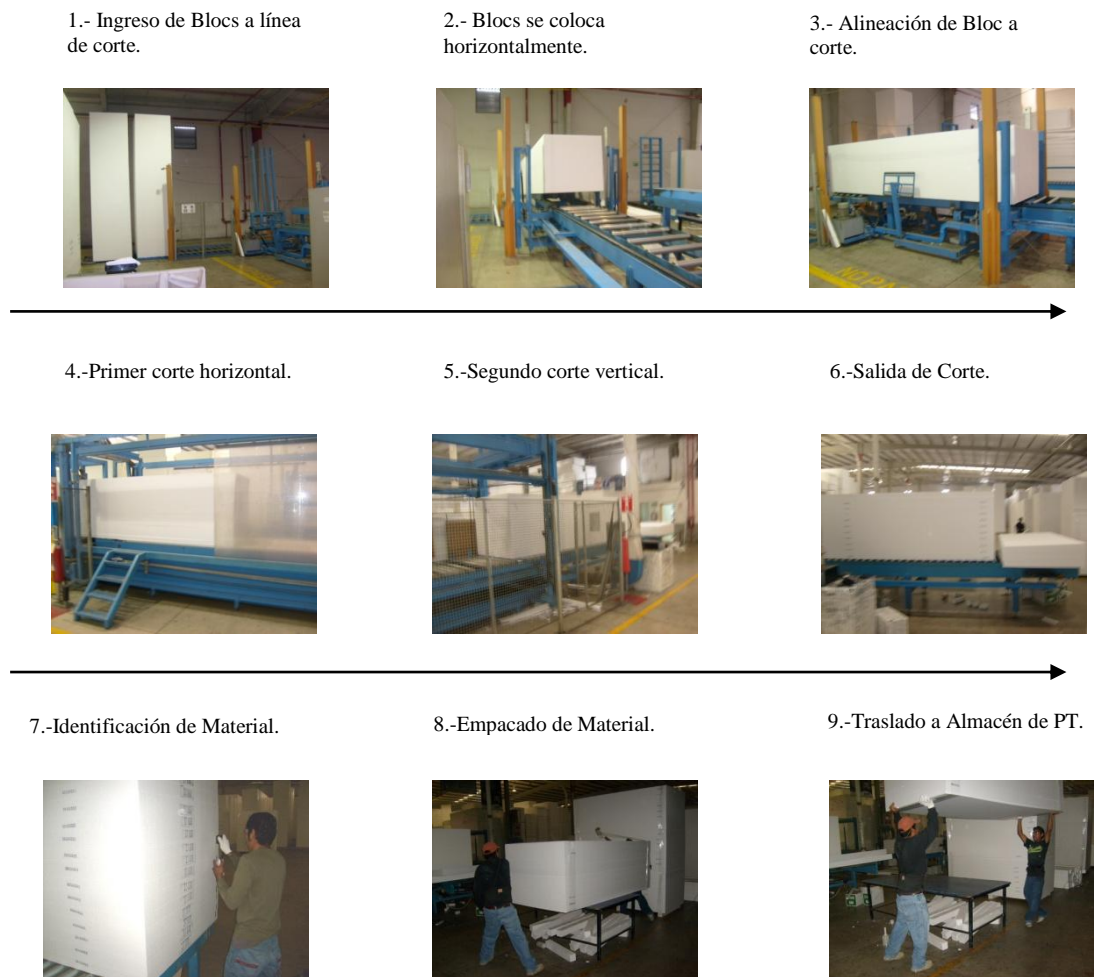 1.- Ingreso de Blocs a línea
de corte.
2.- Blocs se coloca
horizontalmente.
3.- Alineación de Bloc a
corte.
NO PA
4.-Primer corte horizontal.
5.-Segundo corte vertical.
6.-Salida de Corte.
7.-Identificación de Material.
8.-Empacado de Material.
9.-Traslado a Almacén de PT.